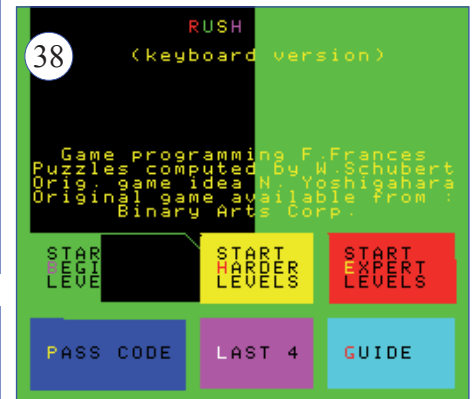 RUSH
38
(keyboard version)
Game programming F.Frances
Puzzles computed by W.Schubert
Orig. game idea N. Yoshigahara
Original game available from :
Binary Arts Corp.
STAR
BEGI
LEVE
START
HARDER
LEVELS
START
EXPERT
LEVELS
PASS CODE
LAST 4
GUIDE